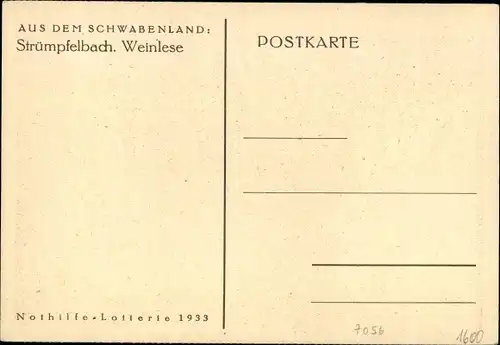 AUS DEM SCHWABENLAND:
Strümpfelbach. Weinlese
POSTKARTE
Nothilfe-Lotterie 1933
7056
1600